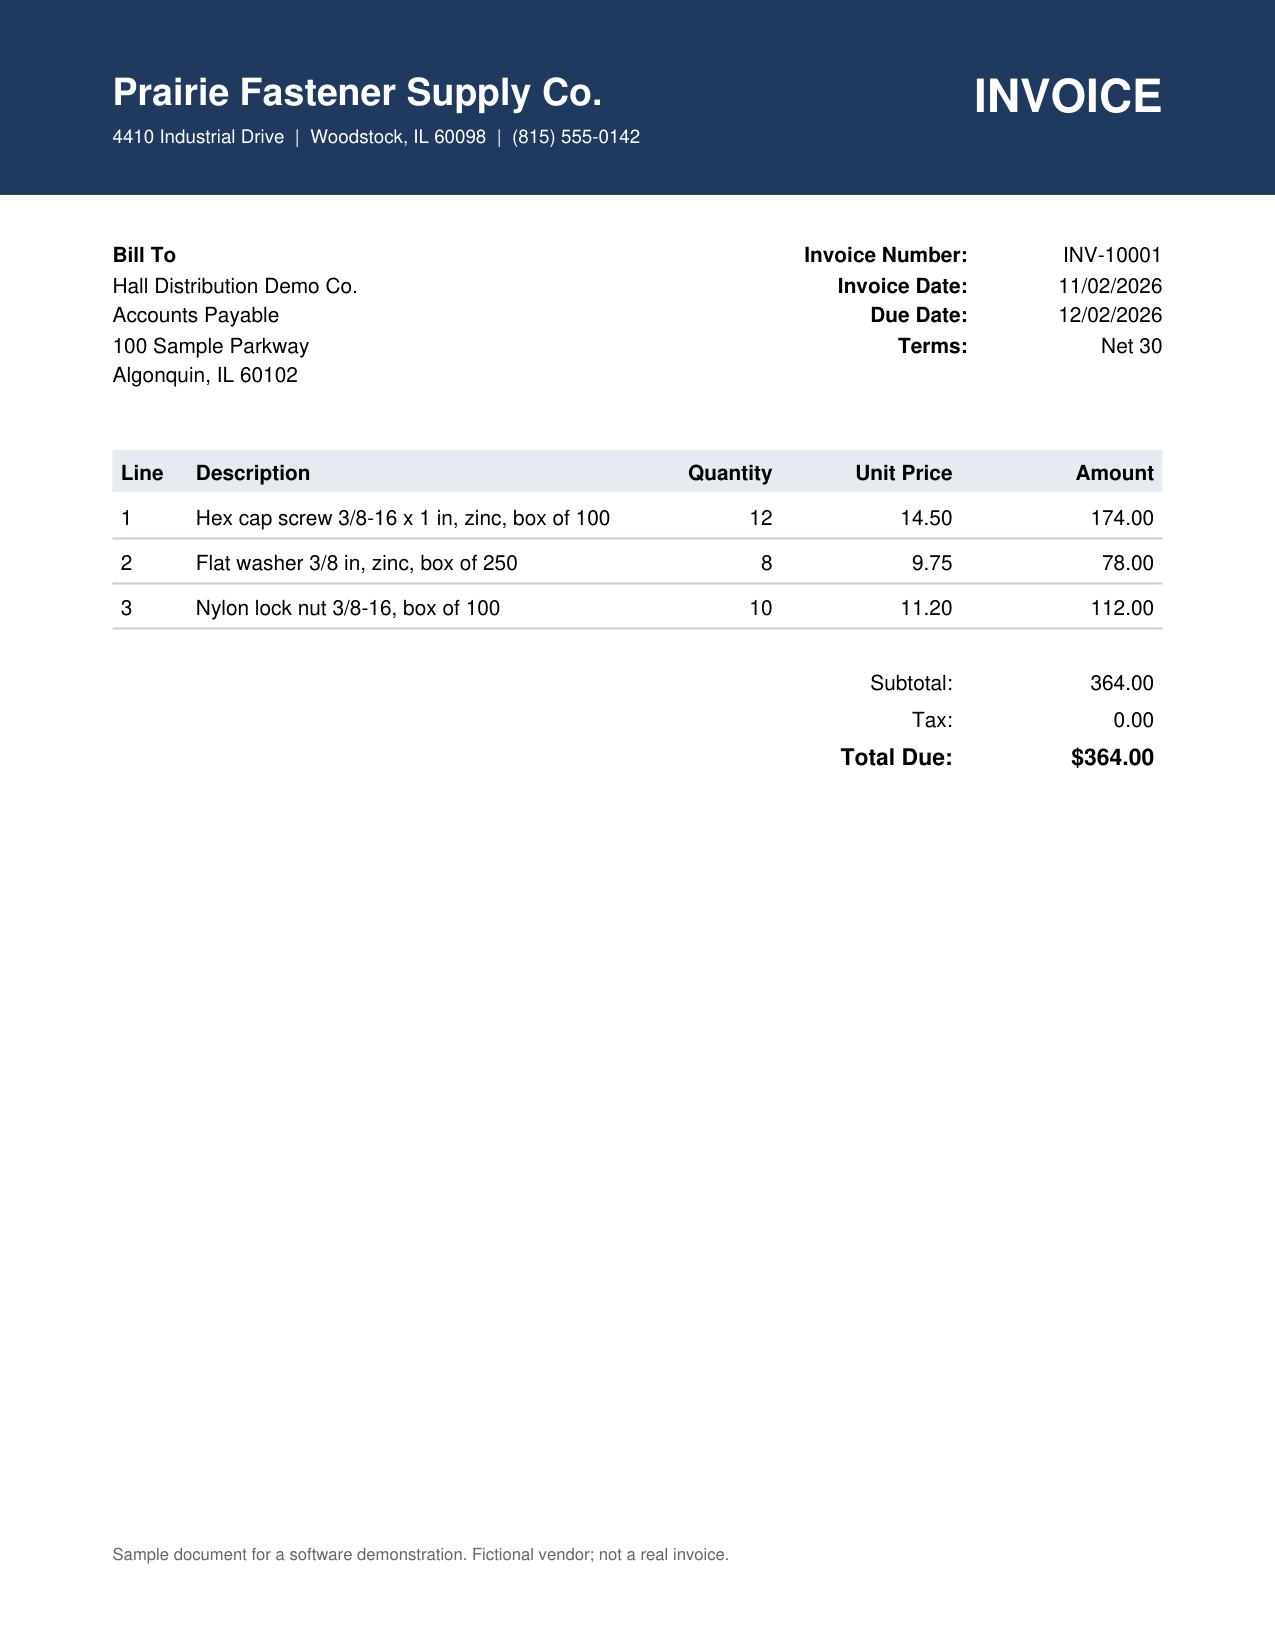 Prairie Fastener Supply Co.
INVOICE
4410 Industrial Drive | Woodstock, IL 60098 | (815) 555-0142
Bill To
Hall Distribution Demo Co.
Accounts Payable
100 Sample Parkway
Algonquin, IL 60102
Invoice Number: INV-10001
Invoice Date: 11/02/2026
Due Date: 12/02/2026
Terms: Net 30
Line Description Quantity Unit Price Amount
1 Hex cap screw 3/8-16 x 1 in, zinc, box of 100 12 14.50 174.00
2 Flat washer 3/8 in, zinc, box of 250 8 9.75 78.00
3 Nylon lock nut 3/8-16, box of 100 10 11.20 112.00
Subtotal: 364.00
Tax: 0.00
Total Due: $364.00
Sample document for a software demonstration. Fictional vendor; not a real invoice.